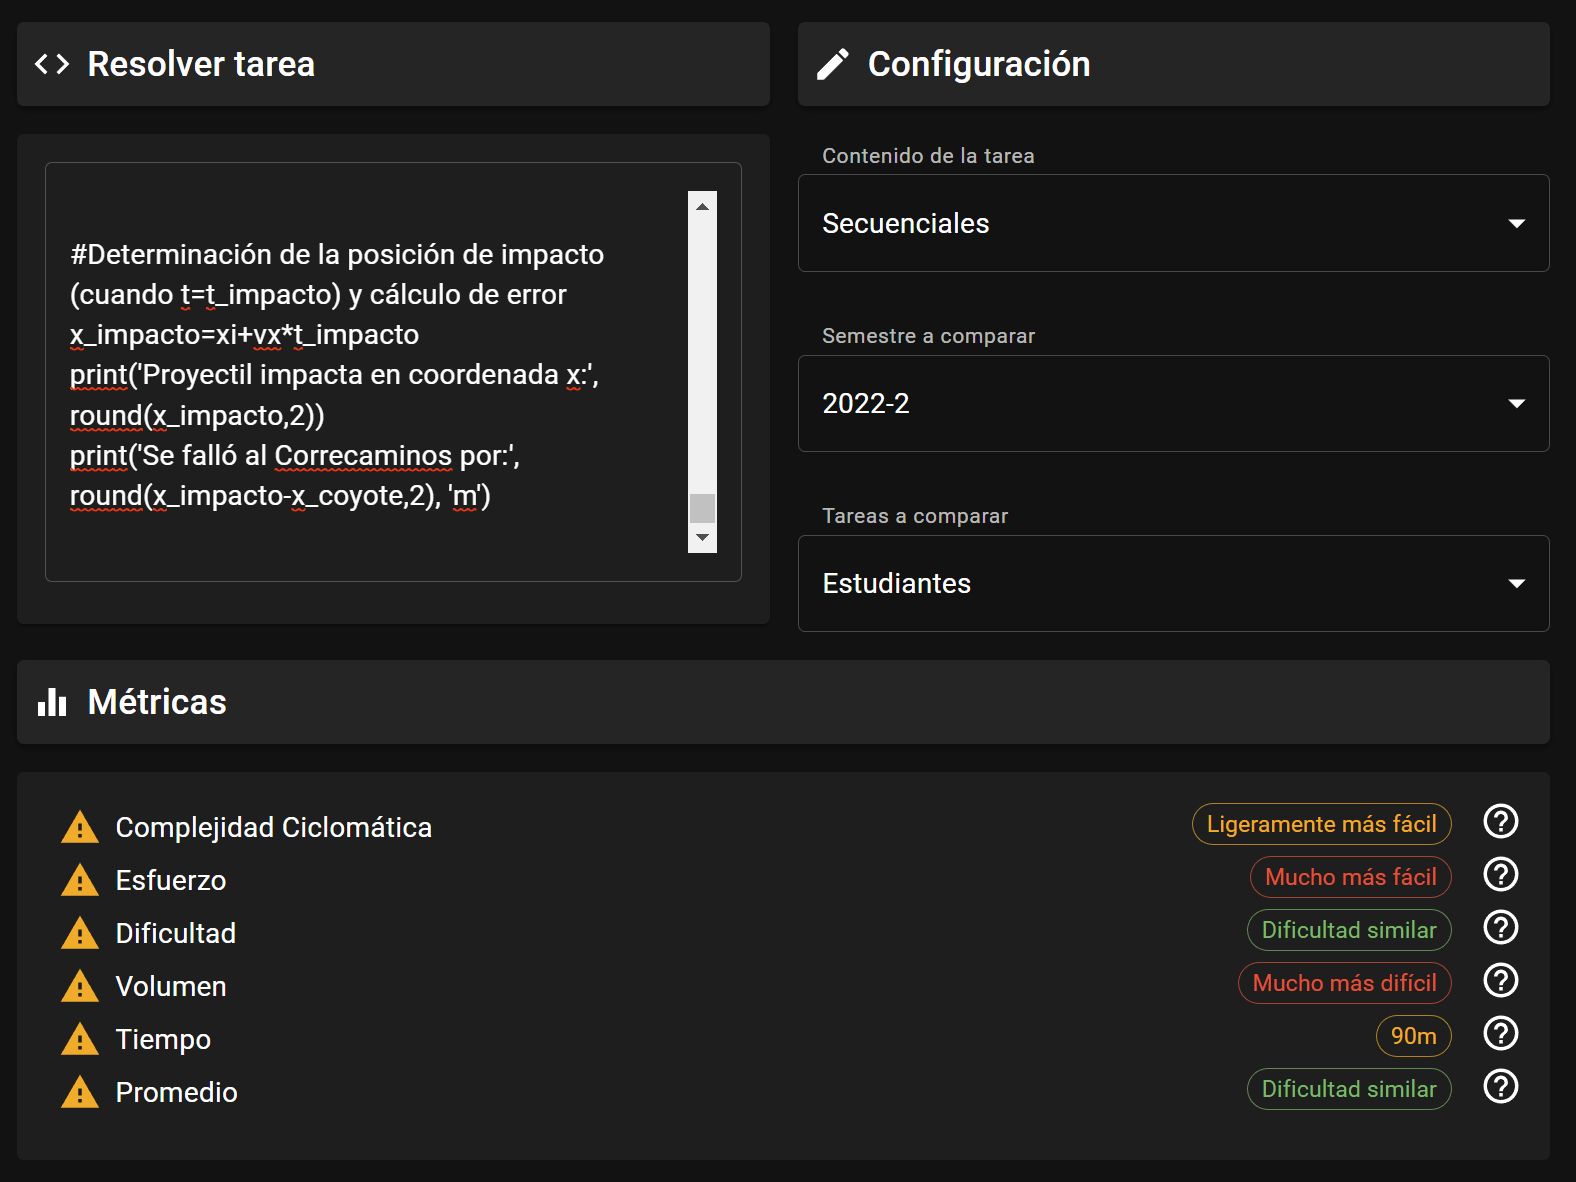 Resolver tarea
#Determinación de la posición de impacto
(cuando t=t_impacto) y cálculo de error
x_impacto=xi+vx*t_impacto
print('Proyectil impacta en coordenada x:',
round(x_impacto,2))
print('Se falló al Correcaminos por:',
round(x_impacto-x_coyote,2), 'm')
Configuración
Contenido de la tarea
Secuenciales
Semestre a comparar
2022-2
Tareas a comparar
Estudiantes
Métricas
Complejidad Ciclomática Ligeramente más fácil
Esfuerzo Mucho más fácil
Dificultad Dificultad similar
Volumen Mucho más difícil
Tiempo 90m
Promedio Dificultad similar